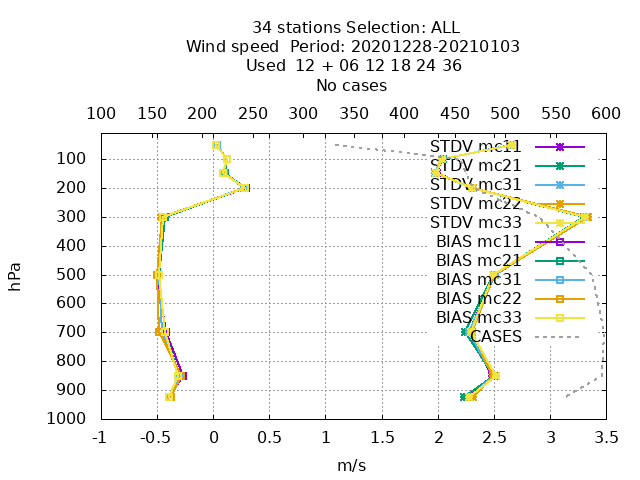 34 stations Selection: ALL
Wind speed  Period: 20201228-20210103
Used  12 + 06 12 18 24 36
No cases
100 150 200 250 300 350 400 450 500 550 600
STDV mc11
STDV mc21
STDV mc31
STDV mc22
STDV mc33
BIAS mc11
BIAS mc21
BIAS mc31
BIAS mc22
BIAS mc33
CASES
hPa
100
200
300
400
500
600
700
800
900
1000
-1 -0.5 0 0.5 1 1.5 2 2.5 3 3.5
m/s